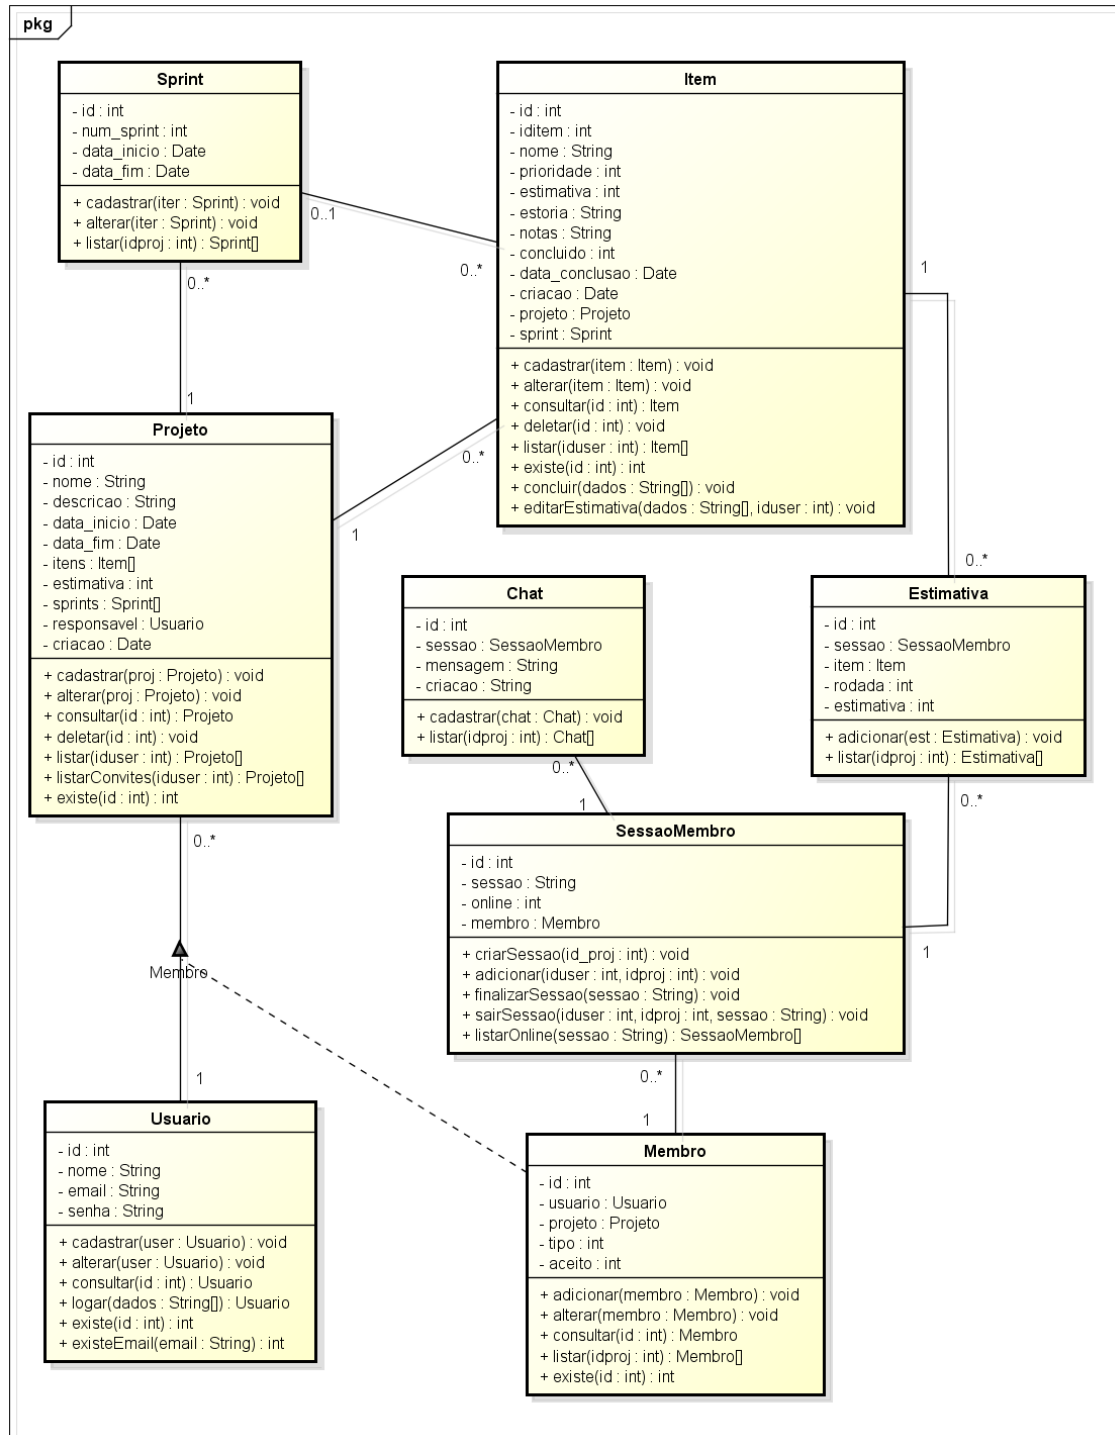 pkg
Sprint
- id : int
- num_sprint : int
- data_inicio : Date
- data_fim : Date
+ cadastrar(iter : Sprint) : void
+ alterar(iter : Sprint) : void
+ listar(idproj : int) : Sprint[]
0..1
0..*
0..*
1
Item
- id : int
- iditem : int
- nome : String
- prioridade : int
- estimativa : int
- estoria : String
- notas : String
- concluido : int
- data_conclusao : Date
- criacao : Date
- projeto : Projeto
- sprint : Sprint
+ cadastrar(item : Item) : void
+ alterar(item : Item) : void
+ consultar(id : int) : Item
+ deletar(id : int) : void
+ listar(iduser : int) : Item[]
+ existe(id : int) : int
+ concluir(dados : String[]) : void
+ editarEstimativa(dados : String[], iduser : int) : void
1
0..*
0..*
1
Projeto
- id : int
- nome : String
- descricao : String
- data_inicio : Date
- data_fim : Date
- itens : Item[]
- estimativa : int
- sprints : Sprint[]
- responsavel : Usuario
- criacao : Date
+ cadastrar(proj : Projeto) : void
+ alterar(proj : Projeto) : void
+ consultar(id : int) : Projeto
+ deletar(id : int) : void
+ listar(iduser : int) : Projeto[]
+ listarConvites(iduser : int) : Projeto[]
+ existe(id : int) : int
Chat
- id : int
- sessao : SessaoMembro
- mensagem : String
- criacao : String
+ cadastrar(chat : Chat) : void
+ listar(idproj : int) : Chat[]
0..*
1
Estimativa
- id : int
- sessao : SessaoMembro
- item : Item
- rodada : int
- estimativa : int
+ adicionar(est : Estimativa) : void
+ listar(idproj : int) : Estimativa[]
0..*
1
SessaoMembro
- id : int
- sessao : String
- online : int
- membro : Membro
+ criarSessao(id_proj : int) : void
+ adicionar(iduser : int, idproj : int) : void
+ finalizarSessao(sessao : String) : void
+ sairSessao(iduser : int, idproj : int, sessao : String) : void
+ listarOnline(sessao : String) : SessaoMembro[]
0..*
1
0..*
Membro
1
Usuario
- id : int
- nome : String
- email : String
- senha : String
+ cadastrar(user : Usuario) : void
+ alterar(user : Usuario) : void
+ consultar(id : int) : Usuario
+ logar(dados : String[]) : Usuario
+ existe(id : int) : int
+ existeEmail(email : String) : int
Membro
- id : int
- usuario : Usuario
- projeto : Projeto
- tipo : int
- aceito : int
+ adicionar(membro : Membro) : void
+ alterar(membro : Membro) : void
+ consultar(id : int) : Membro
+ listar(idproj : int) : Membro[]
+ existe(id : int) : int